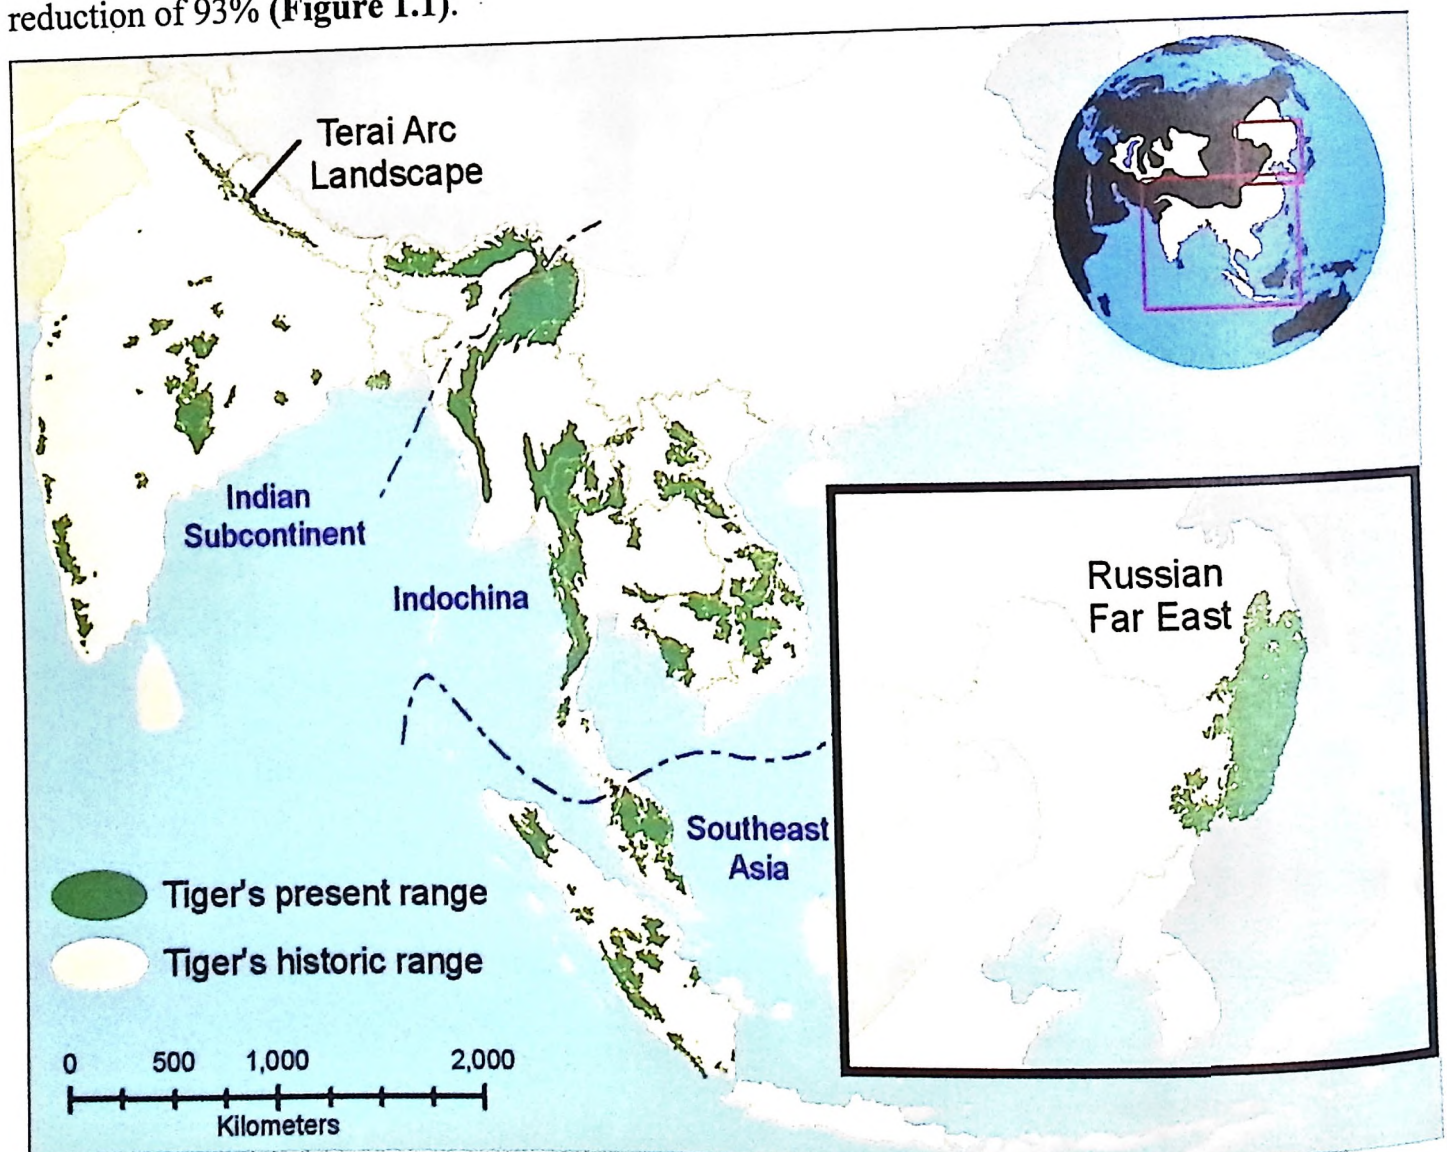 reduction of 93% (Figure 1.1).
Terai Arc
Landscape
Indian
Subcontinent
Indochina
Russian
Far East
Southeast
Asia
Tiger's present range
Tiger's historic range
0 500 1,000 2,000
Kilometers